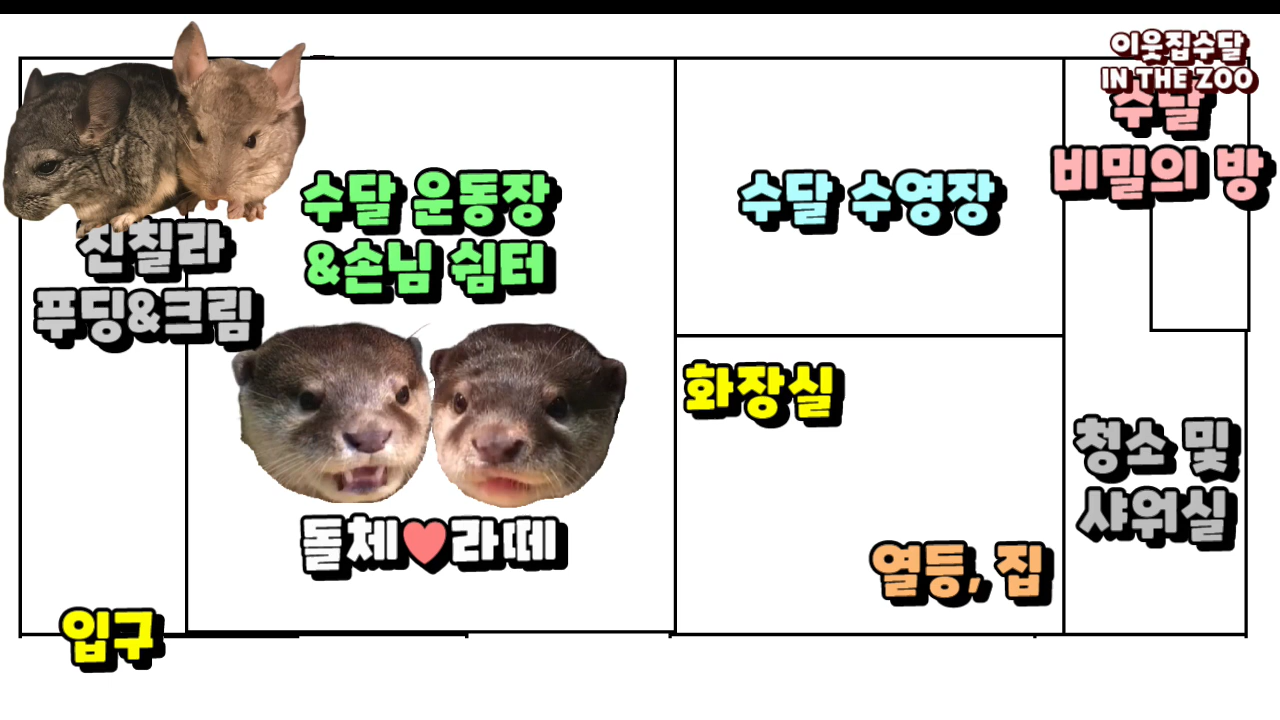 이웃집수달
IN THE ZOO
수달
비밀의 방
수달 운동장
&손님 쉼터
수달 수영장
친칠라
푸딩&크림
화장실
청소 및
샤워실
돌체♥라떼
열등, 집
입구